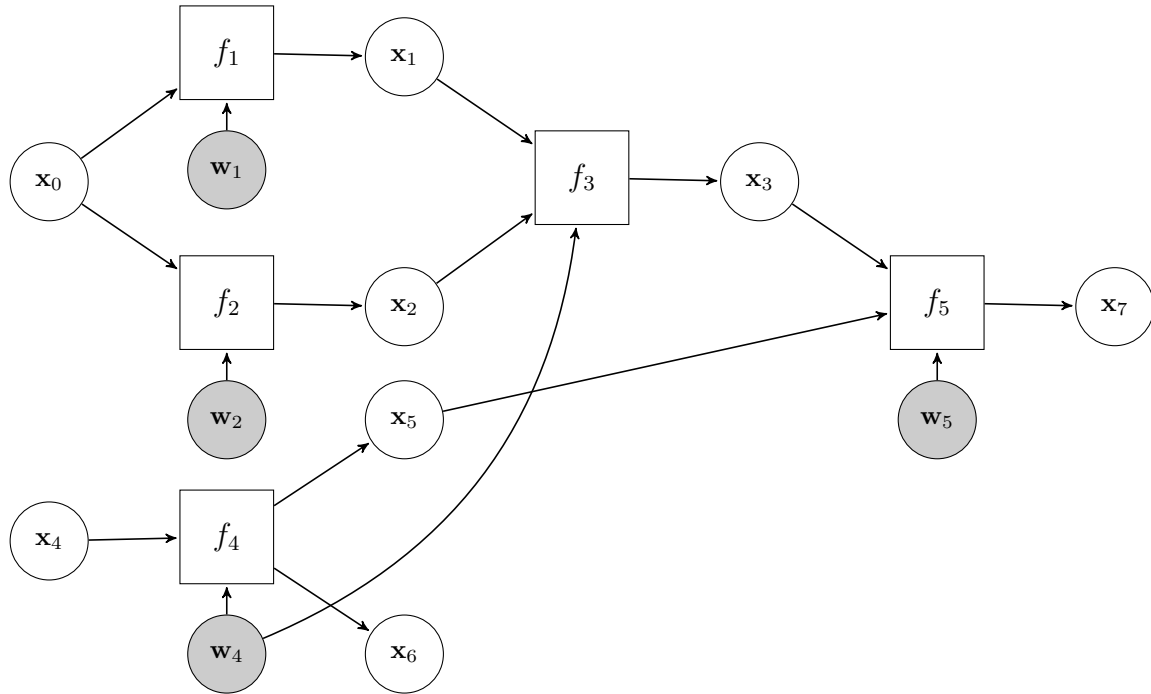 f₁
x₁
w₁
x₀
f₃
x₃
f₂
x₂
f₅
x₇
w₂
x₅
w₅
x₄
f₄
w₄
x₆